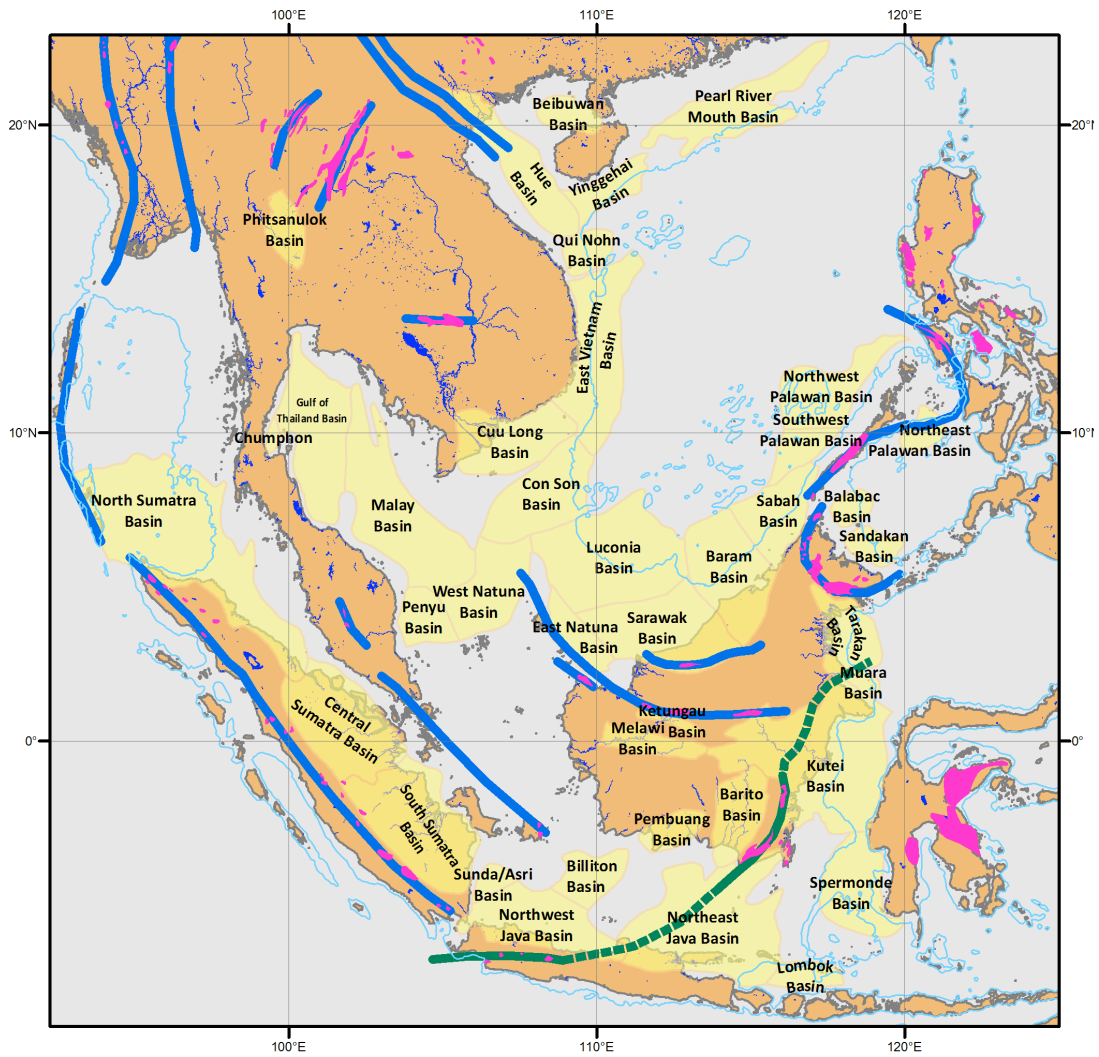 100°E
110°E
120°E
Pearl River
Mouth Basin
Beibuwan
Basin
20°N
20°N
Hue
Basin
Yinggehai
Basin
Phitsanulok
Basin
Qui Nohn
Basin
East Vietnam
Basin
Northwest
Palawan Basin
Gulf of
Thailand Basin
Southwest
Palawan Basin
10°N
Chumphon
Cuu Long
Basin
Northeast
Palawan Basin
10°N
North Sumatra
Basin
Malay
Basin
Con Son
Basin
Sabah
Basin
Balabac
Basin
Sandakan
Basin
Luconia
Basin
Baram
Basin
Penyu
Basin
West Natuna
Basin
East Natuna
Basin
Sarawak
Basin
Tarakan
Basin
Muara
Basin
Central
Sumatra Basin
Ketungau
Basin
Melawi
Basin
0°
0°
Kutei
Basin
South Sumatra
Basin
Barito
Basin
Pembuang
Basin
Sunda/Asri
Basin
Billiton
Basin
Spermonde
Basin
Northwest
Java Basin
Northeast
Java Basin
Lombok
Basin
100°E
110°E
120°E